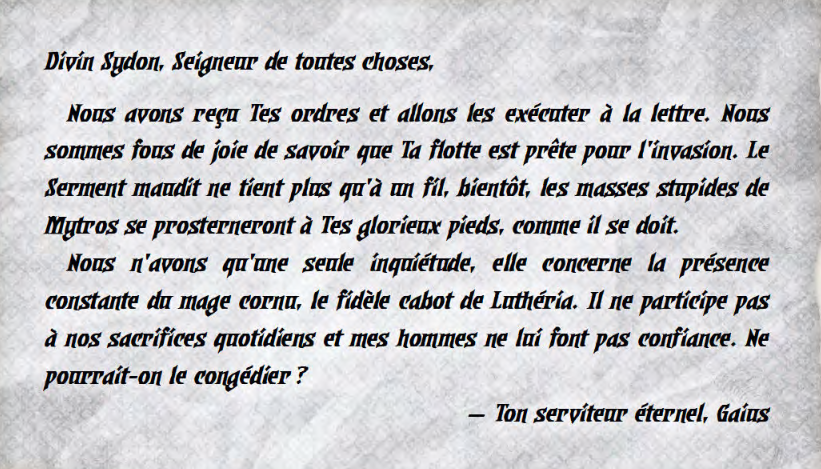 Divin Sydon, Seigneur de toutes choses,
Nous avons reçu Tes ordres et allons les exécuter à la lettre. Nous
sommes fous de joie de savoir que Ta flotte est prête pour l'invasion. Le
Serment maudit ne tient plus qu'à un fil, bientôt, les masses stupides de
Mytros se prosterneront à Tes glorieux pieds, comme il se doit.
Nous n'avons qu'une seule inquiétude, elle concerne la présence
constante du mage cornu, le fidèle cabot de Luthéria. Il ne participe pas
à nos sacrifices quotidiens et mes hommes ne lui font pas confiance. Ne
pourrait-on le congédier ?
— Ton serviteur éternel, Gaius